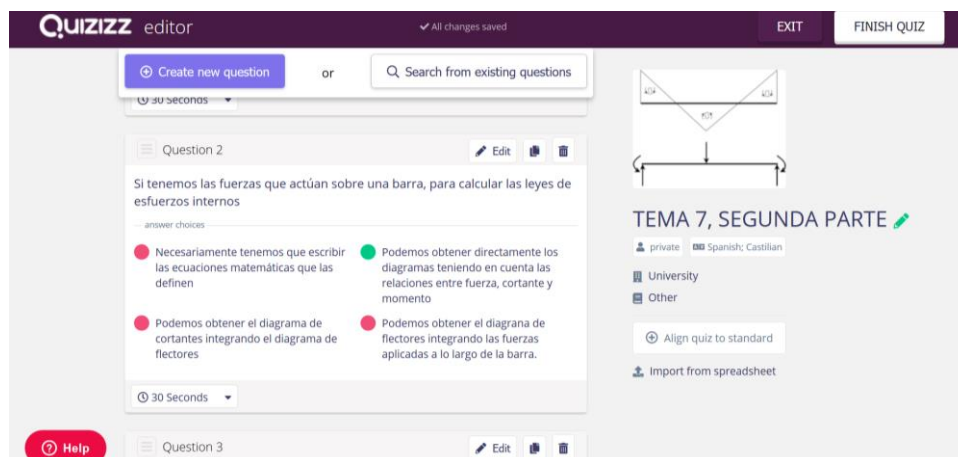 QUIZIZZ editor
All changes saved
EXIT
FINISH QUIZ
Create new question
or
Search from existing questions
30 Seconds
Question 2
Edit
Si tenemos las fuerzas que actúan sobre una barra, para calcular las leyes de
esfuerzos internos
answer choices
Necesariamente tenemos que escribir
las ecuaciones matemáticas que las
definen
Podemos obtener directamente los
diagramas teniendo en cuenta las
relaciones entre fuerza, cortante y
momento
Podemos obtener el diagrama de
cortantes integrando el diagrama de
flectores
Podemos obtener el diagrana de
flectores integrando las fuerzas
aplicadas a lo largo de la barra.
30 Seconds
Question 3
Edit
Help
TEMA 7, SEGUNDA PARTE
private
Spanish; Castilian
University
Other
Align quiz to standard
Import from spreadsheet